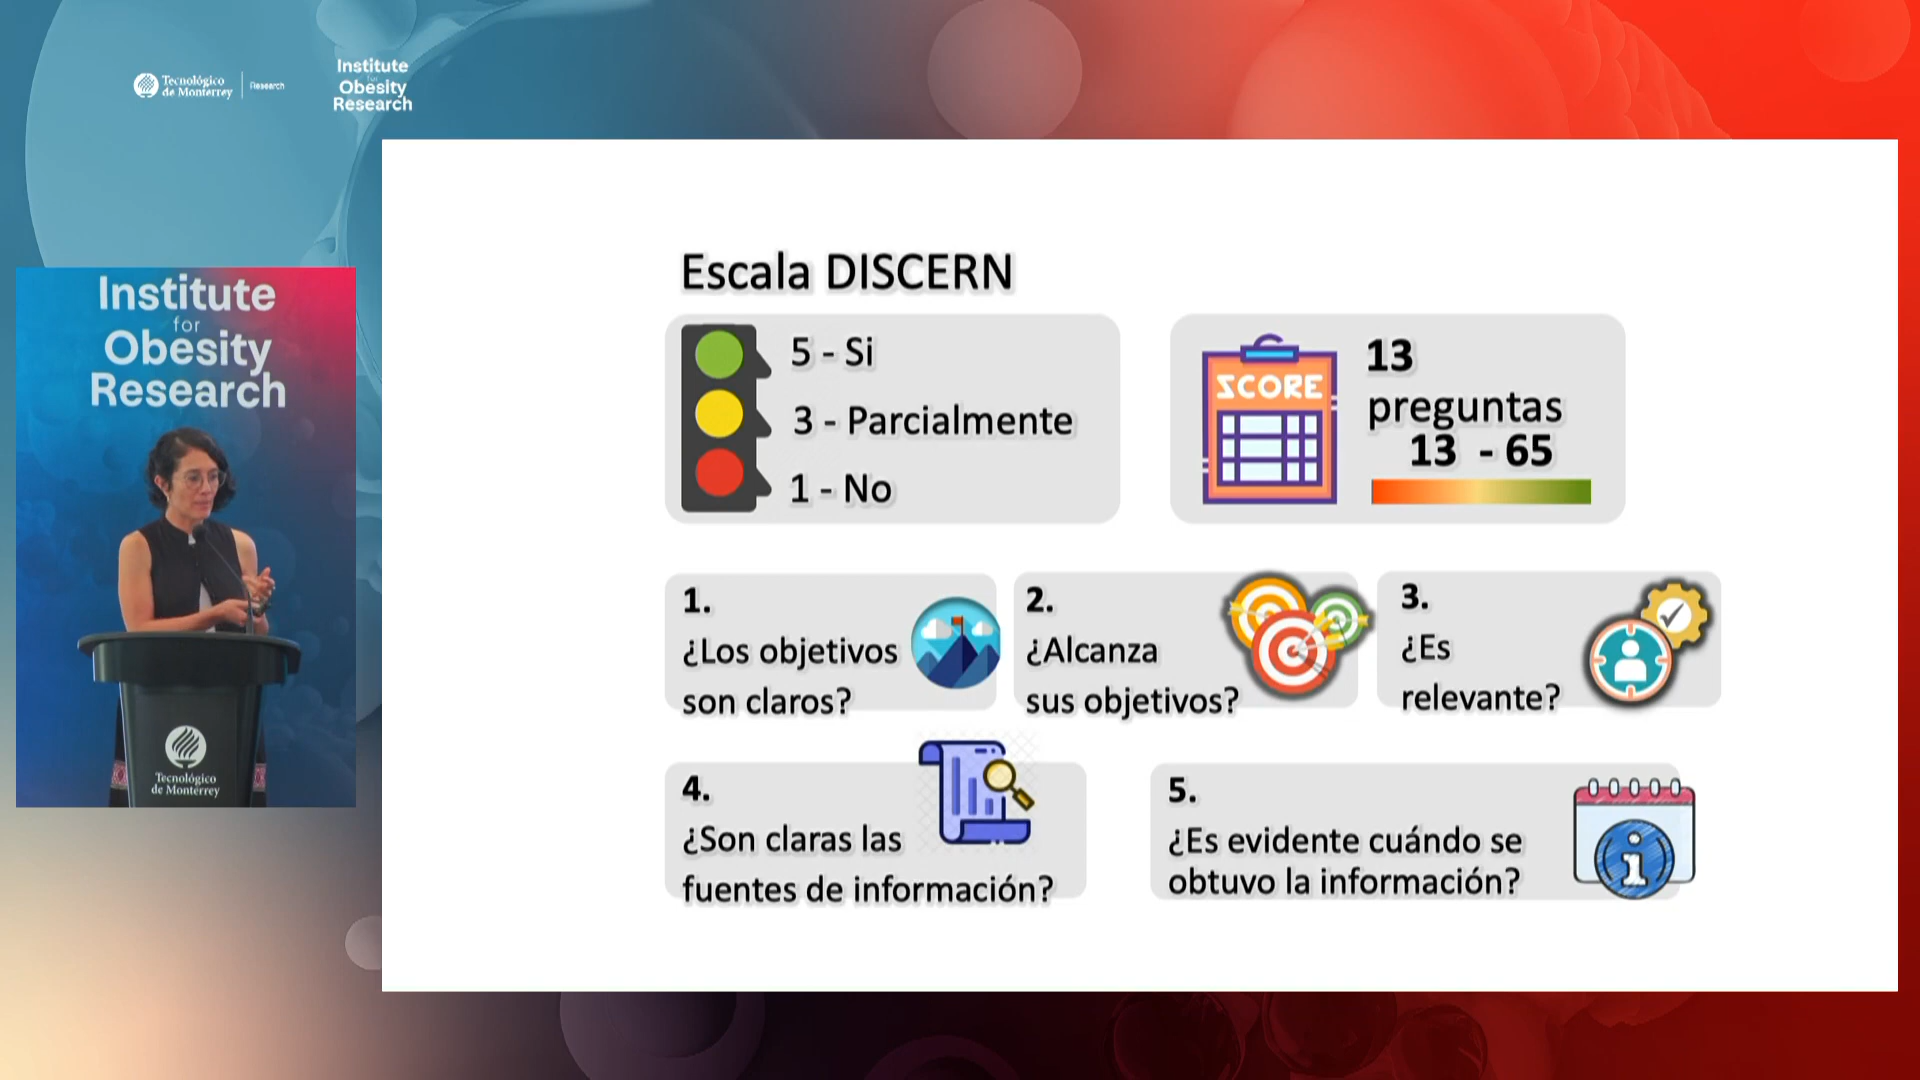 Tecnológico
de Monterrey
Research
Institute
for
Obesity
Research
Institute
for
Obesity
Research
Tecnológico
de Monterrey
Escala DISCERN
5 - Si
3 - Parcialmente
1 - No
SCORE
13
preguntas
13 - 65
1.
¿Los objetivos
son claros?
2.
¿Alcanza
sus objetivos?
3.
¿Es
relevante?
4.
¿Son claras las
fuentes de información?
5.
¿Es evidente cuándo se
obtuvo la información?
i